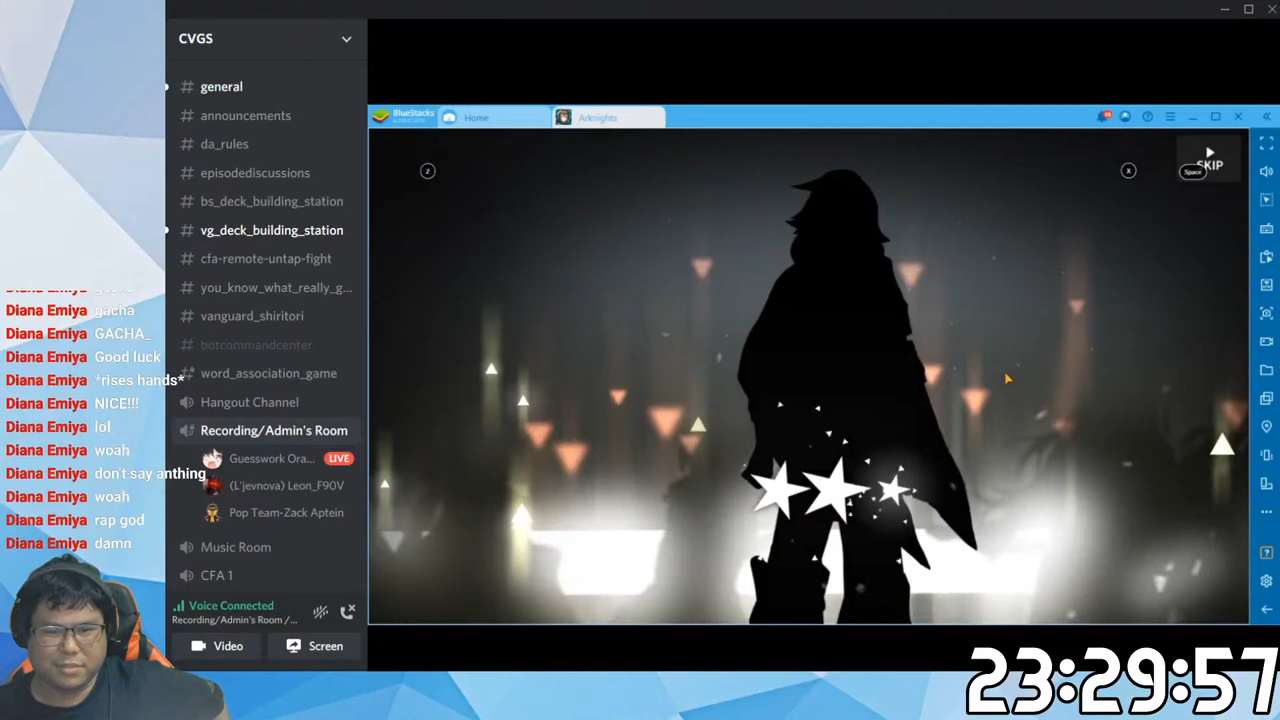 CVGS
general
announcements
da_rules
episodediscussions
bs_deck_building_station
vg_deck_building_station
cfa-remote-untap-fight
you_know_what_really_g...
vanguard_shiritori
botcommandcenter
word_association_game
Hangout Channel
Recording/Admin's Room
Guesswork Ora... LIVE
(L'jevnova) Leon_F90V
Pop Team-Zack Aptein
Music Room
CFA 1
Voice Connected
Recording/Admin's Room /...
Video Screen
Diana Emiya
Diana Emiya gacha
Diana Emiya GACHA_
Diana Emiya Good luck
Diana Emiya *rises hands*
Diana Emiya NICE!!!
Diana Emiya lol
Diana Emiya woah
Diana Emiya don't say anthing
Diana Emiya woah
Diana Emiya rap god
Diana Emiya damn
BlueStacks Home Arknights
Z X SKIP
Space
23:29:57